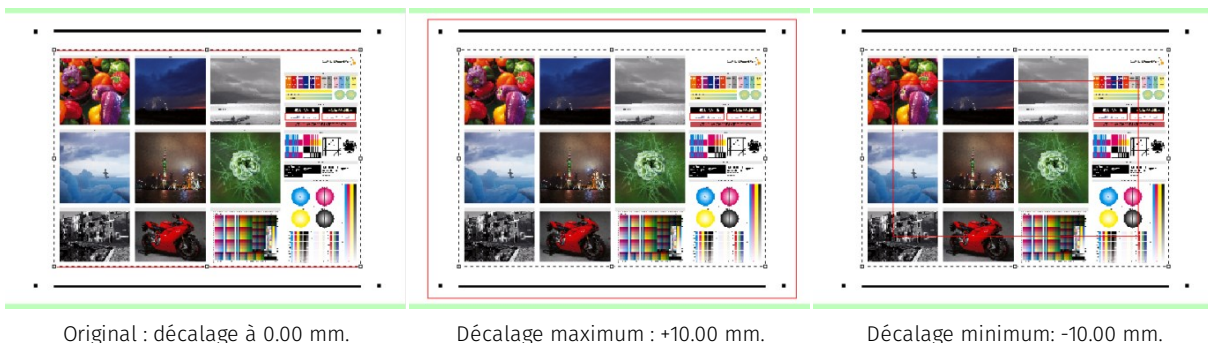 Original : décalage à 0.00 mm.
Décalage maximum : +10.00 mm.
Décalage minimum: -10.00 mm.